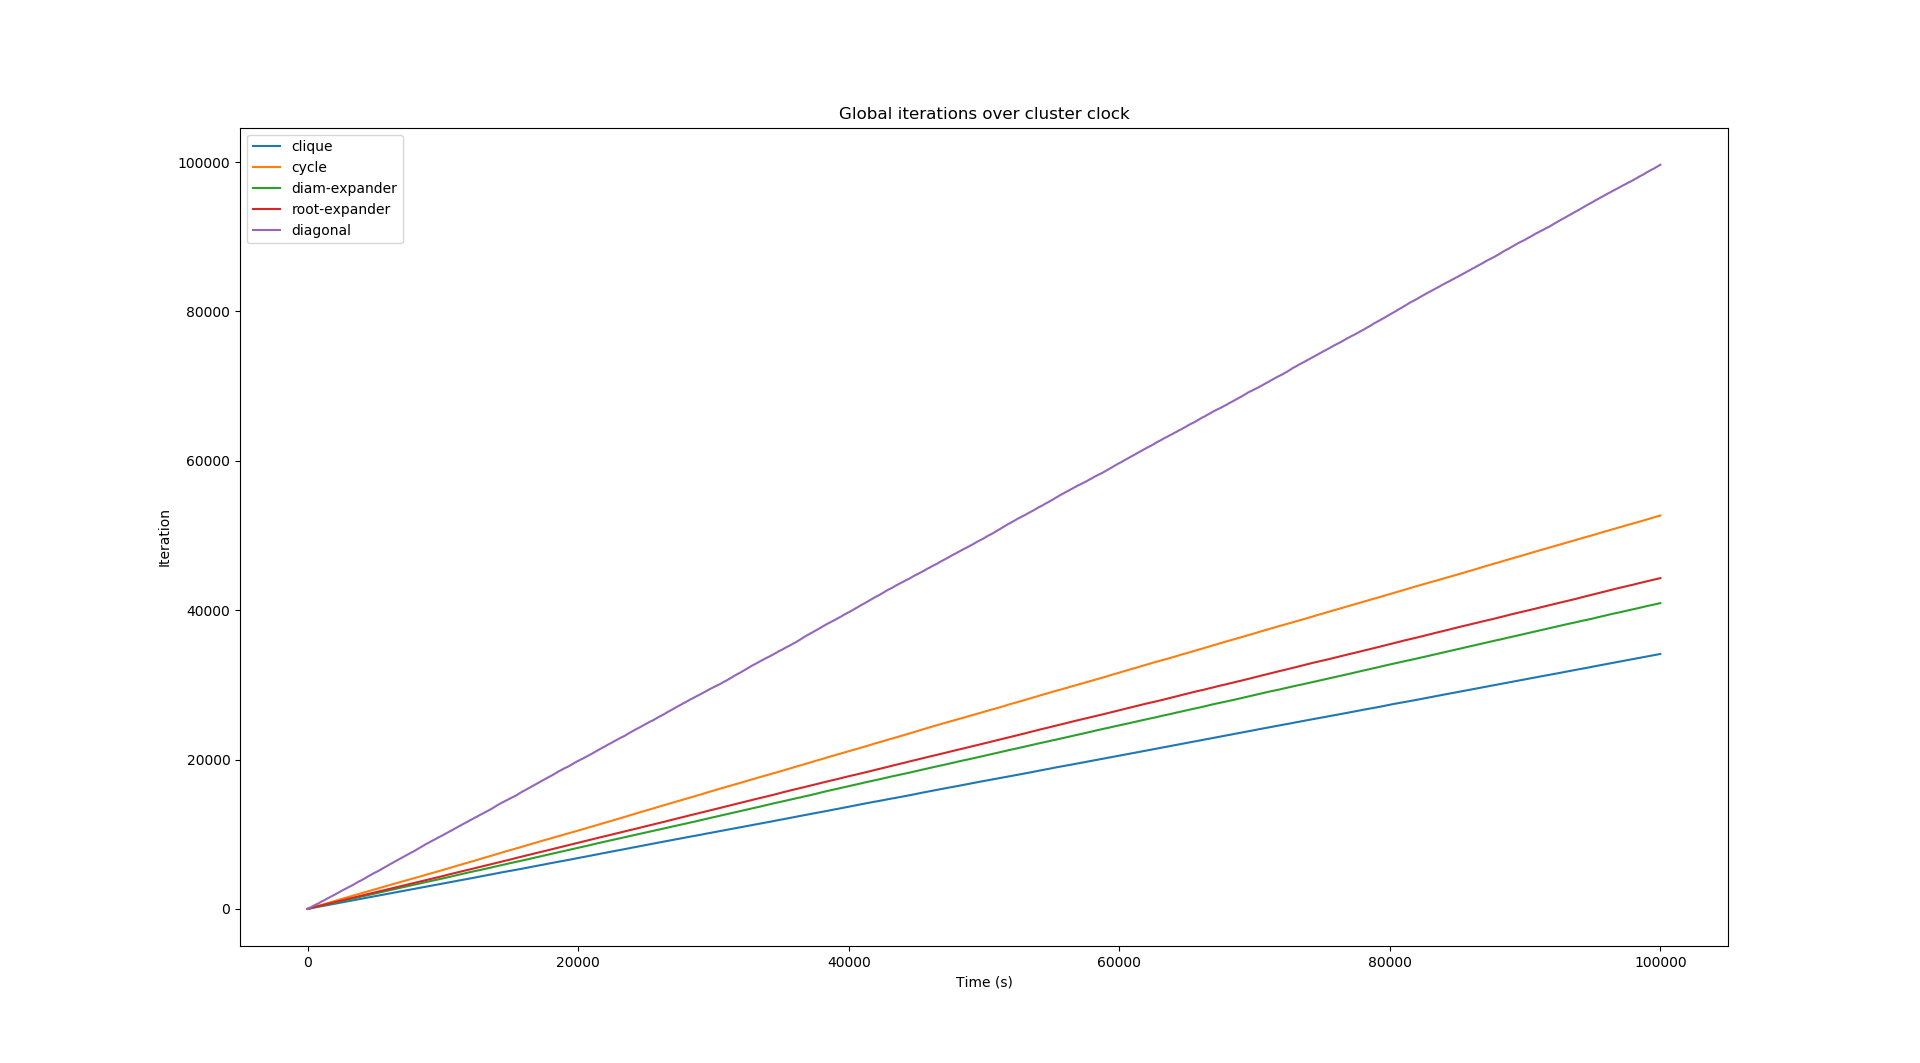 Global iterations over cluster clock
clique
cycle
diam-expander
root-expander
diagonal
100000
80000
60000
40000
20000
0
Iteration
0 20000 40000 60000 80000 100000
Time (s)